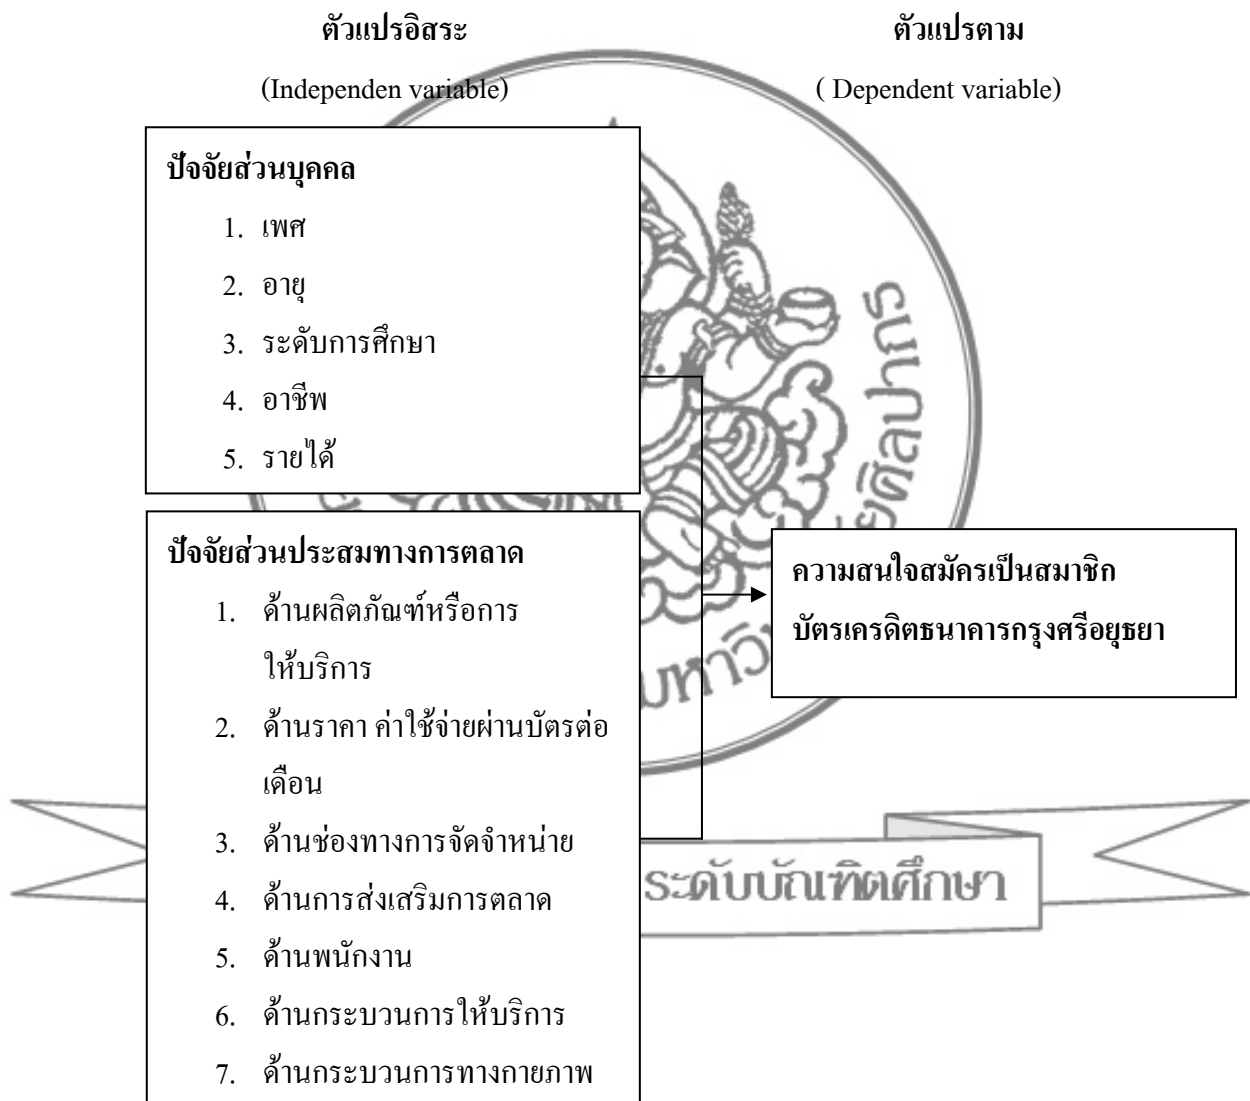 ตัวแปรอิสระ
(Independen variable)
ตัวแปรตาม
( Dependent variable)
ปัจจัยส่วนบุคคล
1. เพศ
2. อายุ
3. ระดับการศึกษา
4. อาชีพ
5. รายได้
ปัจจัยส่วนประสมทางการตลาด
1. ด้านผลิตภัณฑ์หรือการ
ให้บริการ
2. ด้านราคา ค่าใช้จ่ายผ่านบัตรต่อ
เดือน
3. ด้านช่องทางการจัดจำหน่าย
4. ด้านการส่งเสริมการตลาด
5. ด้านพนักงาน
6. ด้านกระบวนการให้บริการ
7. ด้านกระบวนการทางกายภาพ
ความสนใจสมัครเป็นสมาชิก
บัตรเครดิตธนาคารกรุงศรีอยุธยา
ยศิลปากร
ระดับบัณฑิตศึกษา